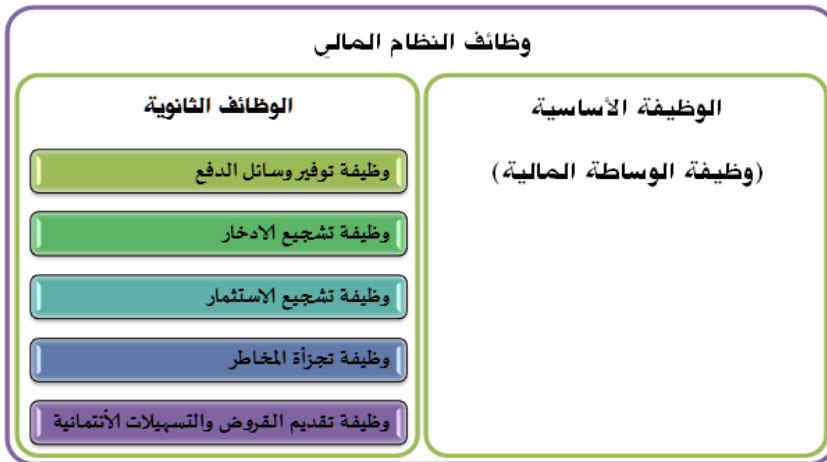 وظائف النظام المالي
الوظيفة الأساسية
(وظيفة الوساطة المالية)
الوظائف الثانوية
وظيفة توفير وسائل الدفع
وظيفة تشجيع الادخار
وظيفة تشجيع الاستثمار
وظيفة تجزأة المخاطر
وظيفة تقديم القروض والتسهيلات الأئتمانية